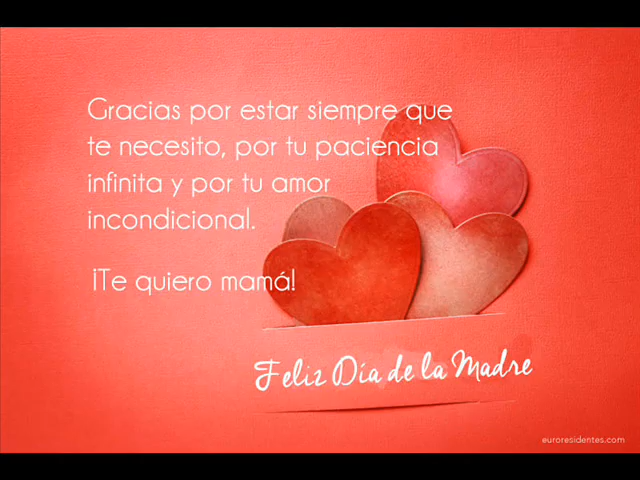 Gracias por estar siempre que
te necesito, por tu paciencia
infinita y por tu amor
incondicional.
¡Te quiero mamá!
Feliz Día de la Madre
euroresidentes.com